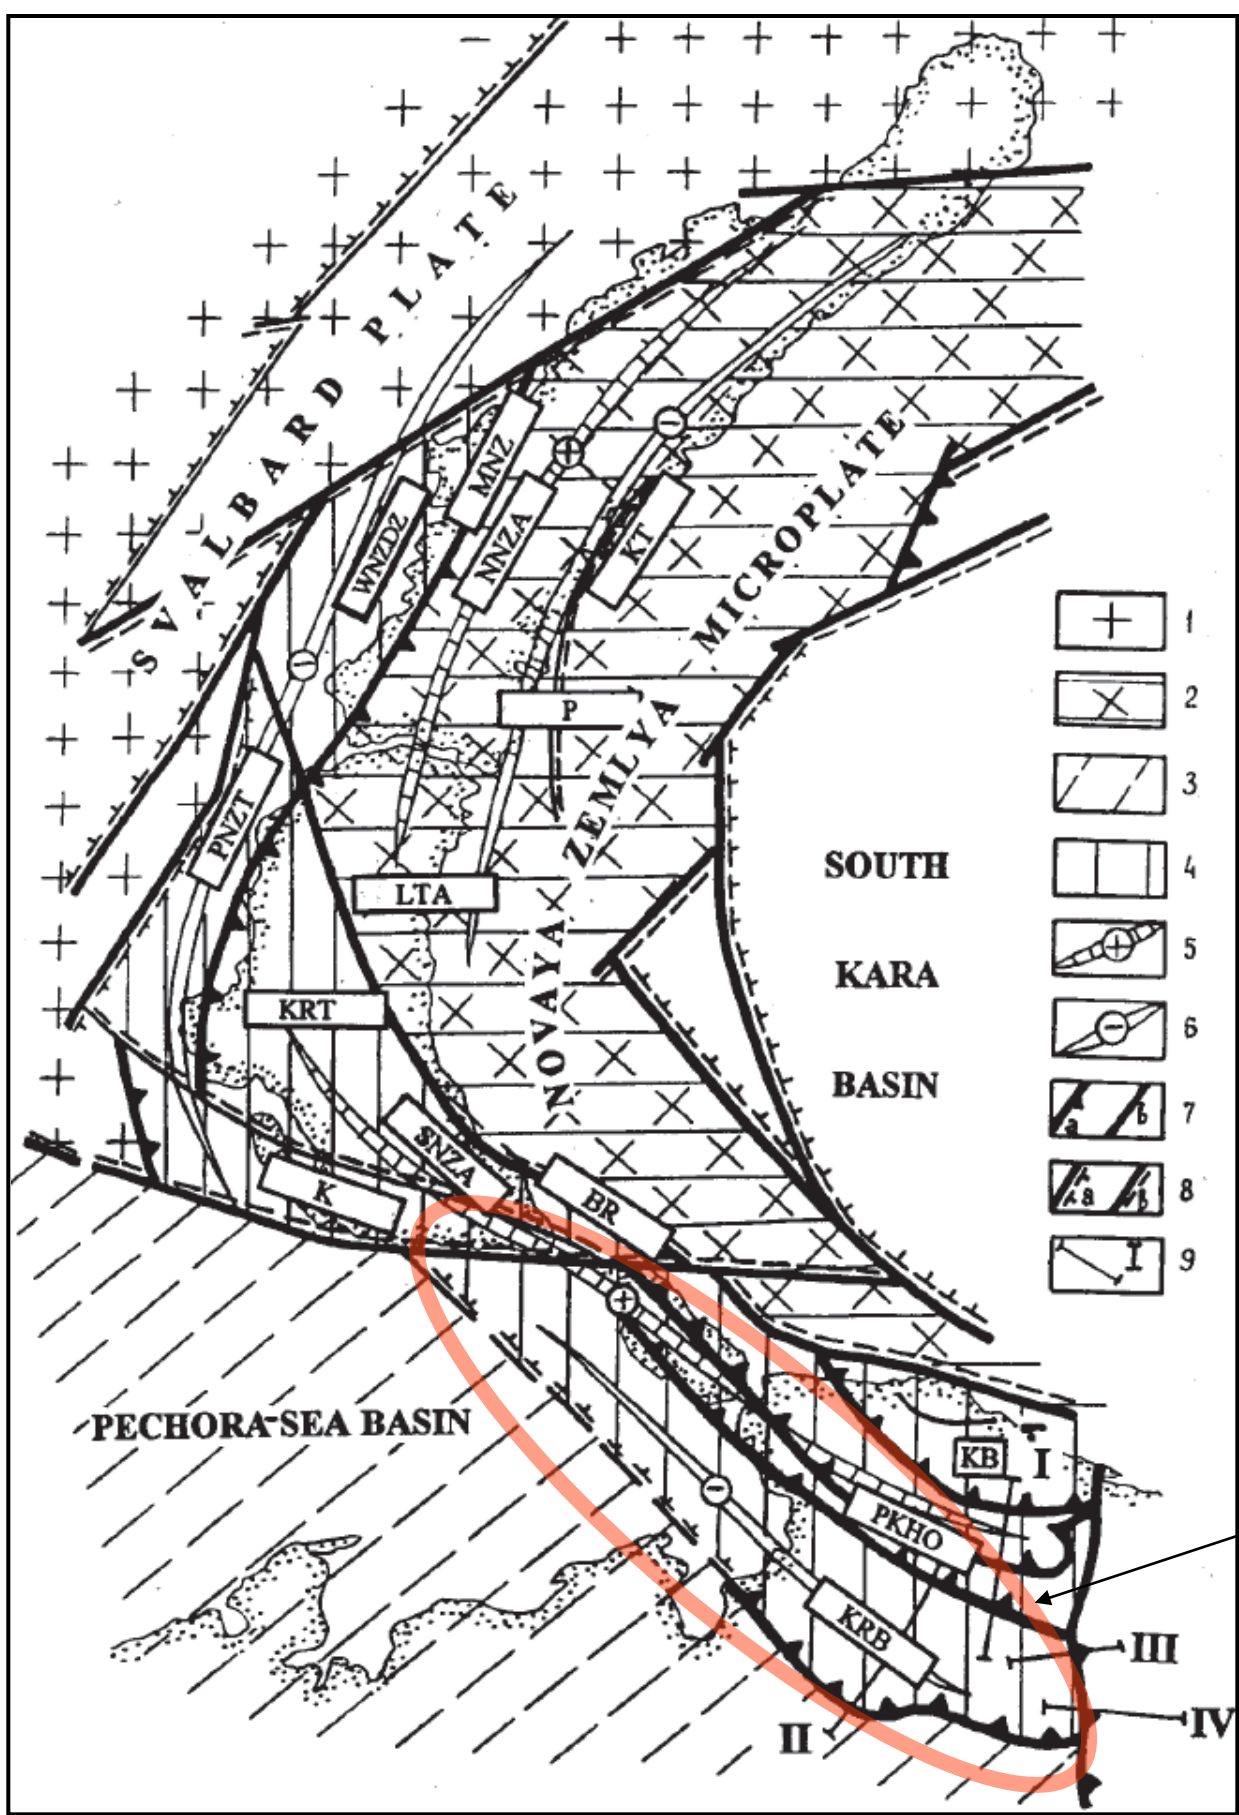 SVALBARD PLATE
MNZ
WNZDZ
NNZA
KT
NOVAYA ZEMLYA MICROPLATE
P
PNZT
LTA
KRT
SNZA
K
BR
SOUTH
KARA
BASIN
1
2
3
4
5
6
a b 7
a b 8
I 9
PECHORA-SEA BASIN
KB
I
PKHO
KRB
III
IV
II